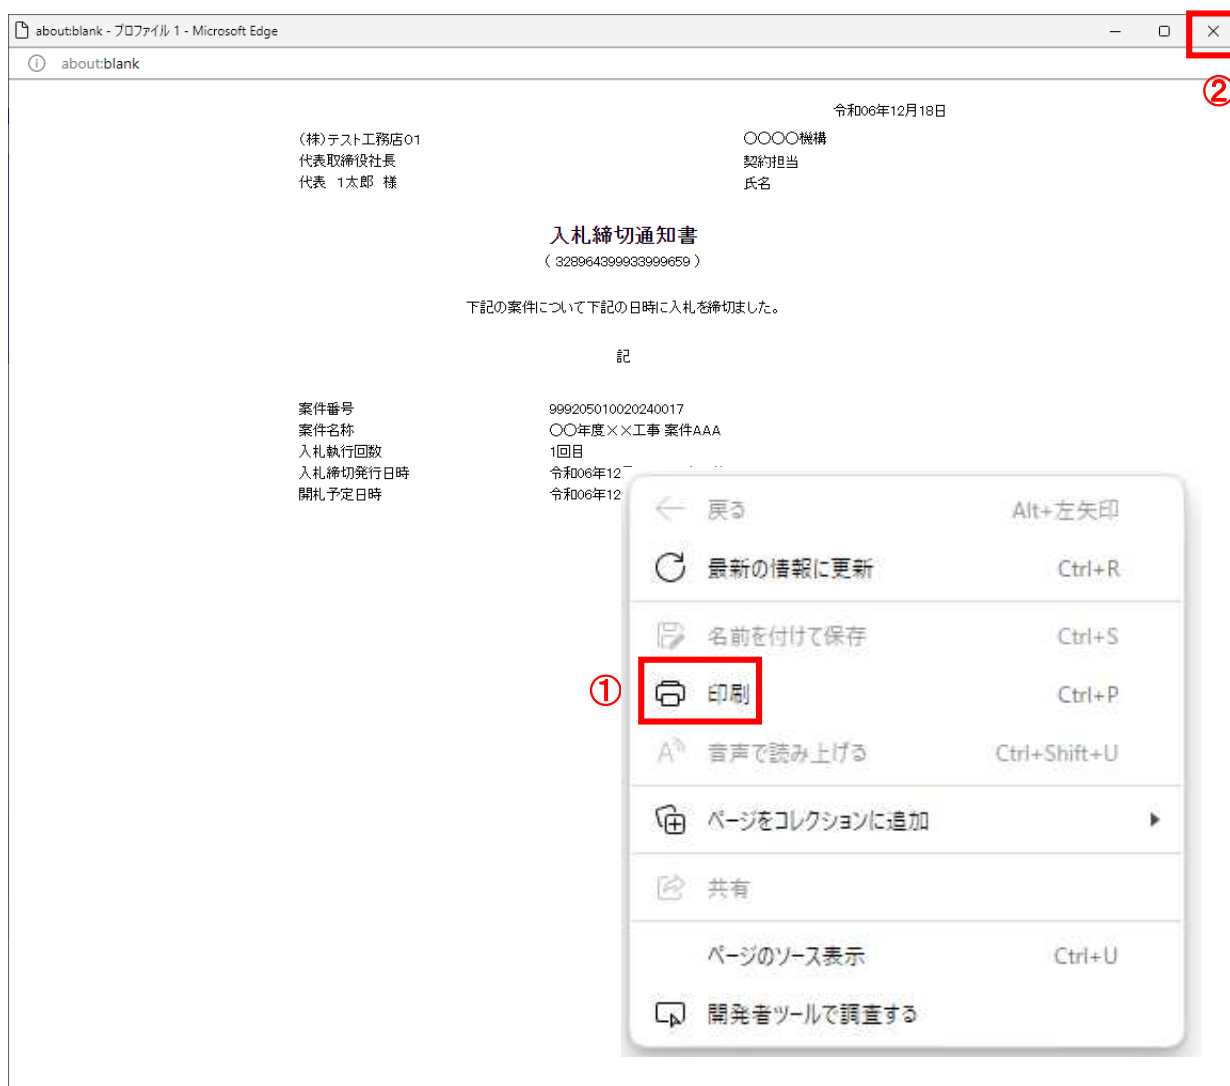 about:blank - プロファイル 1 - Microsoft Edge
about:blank
②
令和06年12月18日
(株)テスト工務店01
〇〇〇〇機構
代表取締役社長
契約担当
代表 1太郎 様
氏名
入札締切通知書
( 328964399933999659 )
下記の案件について下記の日時に入札を締切ました。
記
案件番号 999205010020240017
案件名称 〇〇年度××工事 案件AAA
入札執行回数 1回目
入札締切発行日時 令和06年12
開札予定日時 令和06年12
戻る Alt+左矢印
最新の情報に更新 Ctrl+R
名前を付けて保存 Ctrl+S
① 印刷 Ctrl+P
音声で読み上げる Ctrl+Shift+U
ページをコレクションに追加
共有
ページのソース表示 Ctrl+U
開発者ツールで調査する